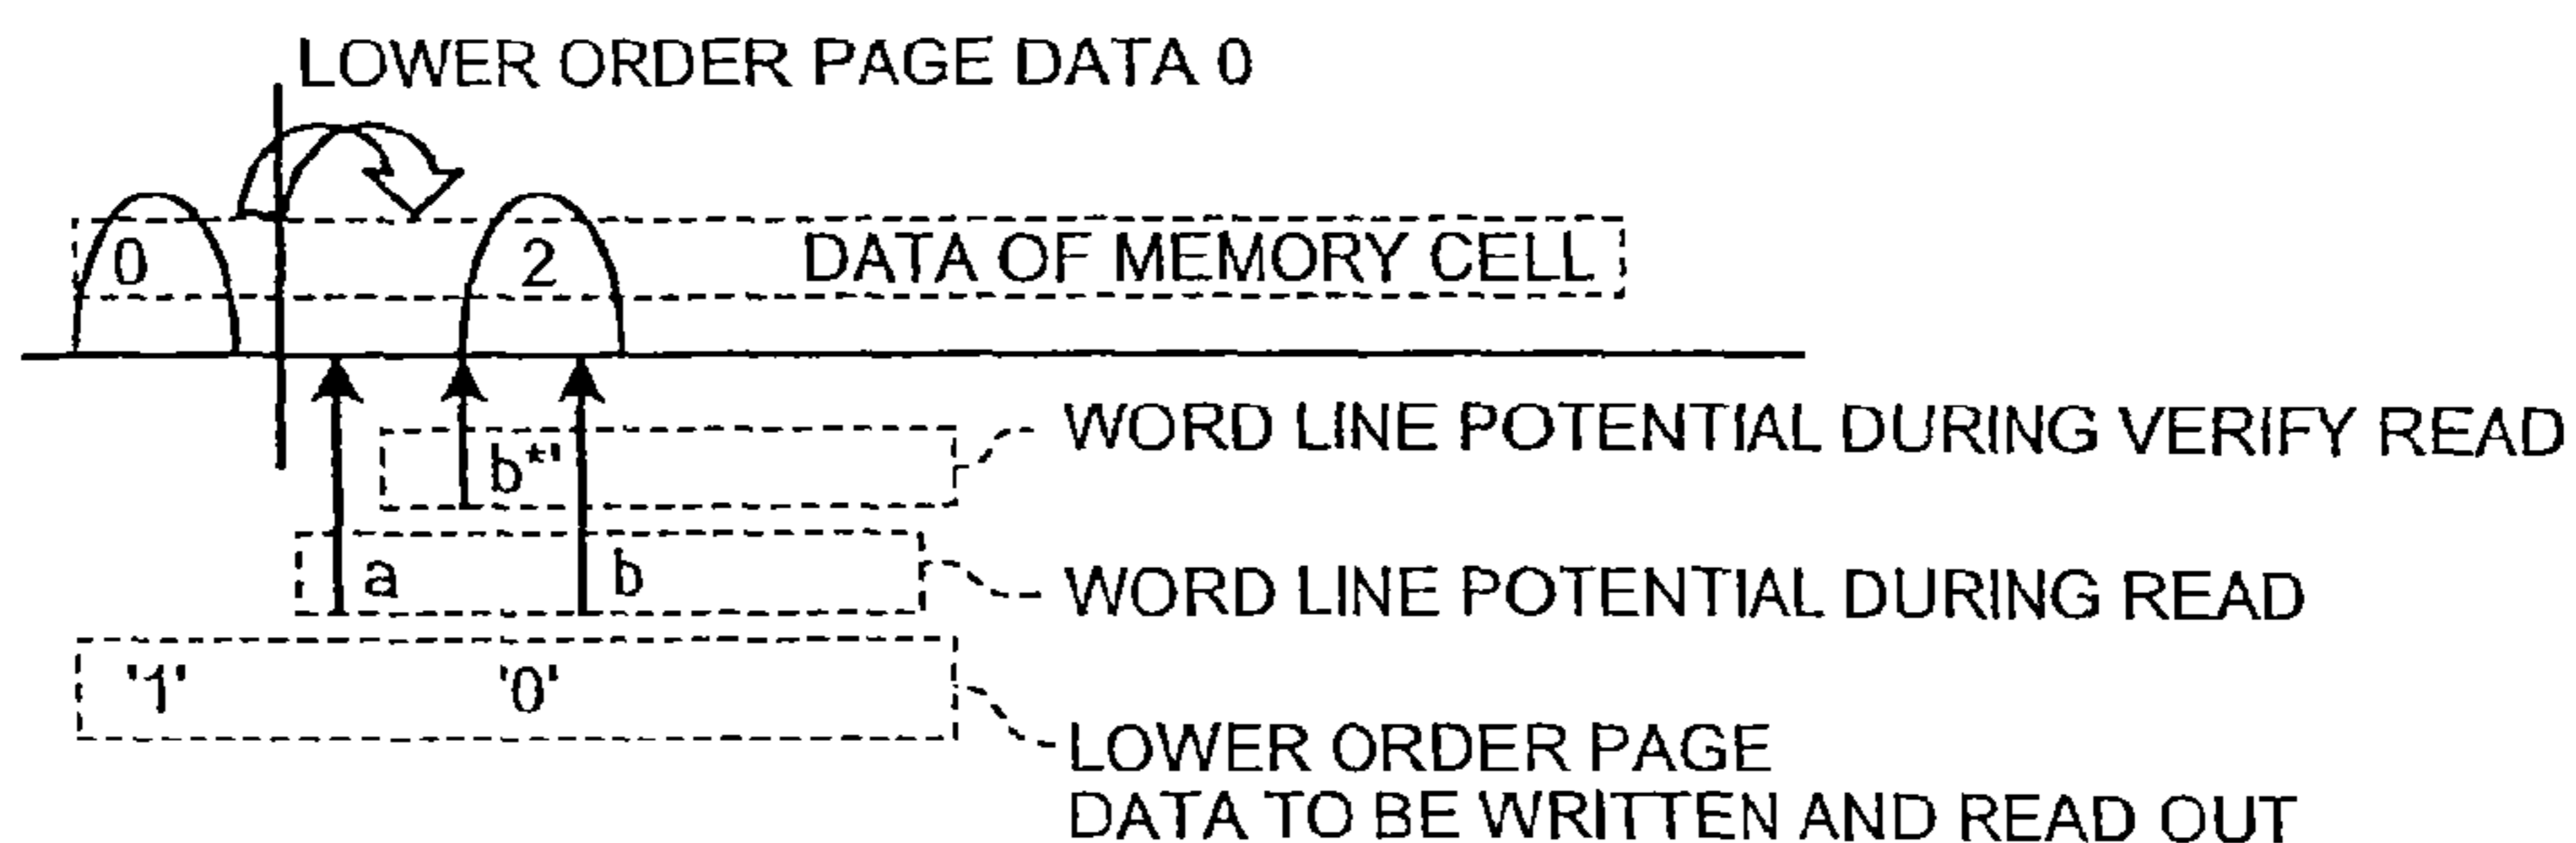 LOWER ORDER PAGE DATA 0
0 2 DATA OF MEMORY CELL
b*' WORD LINE POTENTIAL DURING VERIFY READ
a b WORD LINE POTENTIAL DURING READ
'1' '0'
LOWER ORDER PAGE
DATA TO BE WRITTEN AND READ OUT